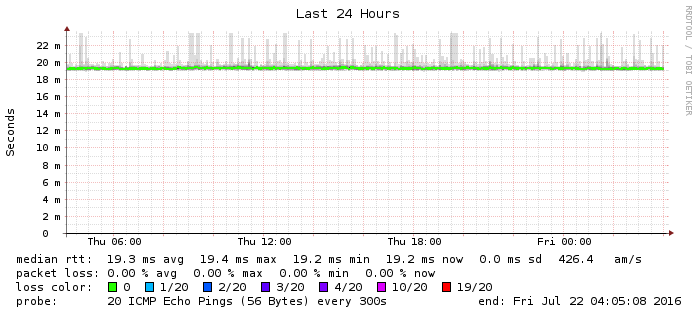 Last 24 Hours
RRDTOOL / TOBI OETIKER
Seconds
22 m
20 m
18 m
16 m
14 m
12 m
10 m
8 m
6 m
4 m
2 m
0
Thu 06:00 Thu 12:00 Thu 18:00 Fri 00:00
median rtt: 19.3 ms avg 19.4 ms max 19.2 ms min 19.2 ms now 0.0 ms sd 426.4 am/s
packet loss: 0.00 % avg 0.00 % max 0.00 % min 0.00 % now
loss color: 0 1/20 2/20 3/20 4/20 10/20 19/20
probe: 20 ICMP Echo Pings (56 Bytes) every 300s end: Fri Jul 22 04:05:08 2016